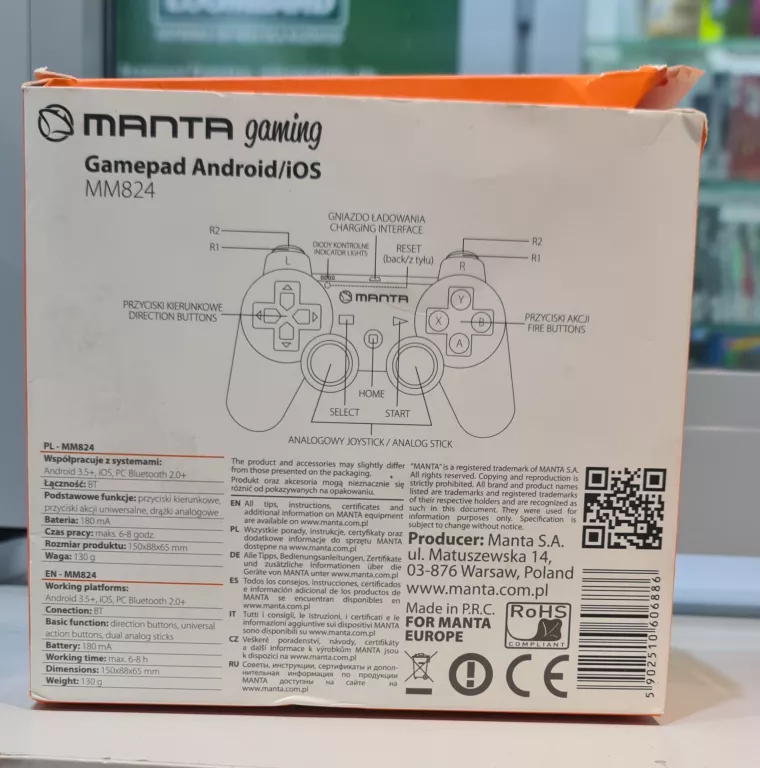 MANTA gaming
Gamepad Android/iOS
MM824
GNIAZDO ŁADOWANIA
CHARGING INTERFACE
R2
R1
DIODY KONTROLNE
INDICATOR LIGHTS
RESET
(back/z tyłu)
R2
R1
L
R
MANTA
PRZYCISKI KIERUNKOWE
DIRECTION BUTTONS
Y
X
B
A
PRZYCISKI AKCJI
FIRE BUTTONS
HOME
SELECT
START
ANALOGOWY JOYSTICK / ANALOG STICK
PL - MM824
Współpracuje z systemami:
Android 3.5+, iOS, PC Bluetooth 2.0+
Łączność: BT
Podstawowe funkcje: przyciski kierunkowe,
przyciski akcji uniwersalne, drążki analogowe
Bateria: 180 mA
Czas pracy: maks. 6-8 godz.
Rozmiar produktu: 150x88x65 mm
Waga: 130 g
EN - MM824
Working platforms:
Android 3.5+, iOS, PC Bluetooth 2.0+
Conection: BT
Basic function: direction buttons, universal
action buttons, dual analog sticks
Battery: 180 mA
Working time: max. 6-8 h
Dimensions: 150x88x65 mm
Weight: 130 g
The product and accessories may slightly differ
from those presented on the packaging.
Produkt oraz akcesoria mogą nieznacznie się
różnić od pokazywanych na opakowaniu.
EN All tips, instructions, certificates and
additional information on MANTA equipment
are available on www.manta.com.pl
PL Wszystkie porady, instrukcje, certyfikaty oraz
dodatkowe informacje do sprzętu MANTA
dostępne na www.manta.com.pl
DE Alle Tipps, Bedienungsanleitungen, Zertifikate
und zusätzliche Informationen über die
Geräte von MANTA unter www.manta.com.pl
ES Todos los consejos, instrucciones, certificados
e información adicional de los productos de
MANTA se encuentran disponibles en
www.manta.com.pl
IT Tutti i consigli, le istruzioni, i certificati e le
informazioni aggiuntive sui dispositivi MANTA
sono disponibili su www.manta.com.pl
CZ Veškeré poradenství, návody, certifikáty
a další informace k výrobkům MANTA jsou
k dispozici na www.manta.com.pl
RU Советы, инструкции, сертификаты и допол-
нительная информация по продукции
MANTA доступны на сайте на
www.manta.com.pl
"MANTA" is a registered trademark of MANTA S.A.
All rights reserved. Copying and reproduction is
strictly prohibited. All brand and product names
listed are trademarks and registered trademarks
of their respective holders and are recognized as
such in this document. They were used for
information purposes only. Specification is
subject to change without notice.
Producer: Manta S.A.
ul. Matuszewska 14,
03-876 Warsaw, Poland
www.manta.com.pl
Made in P.R.C.
FOR MANTA
EUROPE
RoHS
COMPLIANT
CE
5902510606886